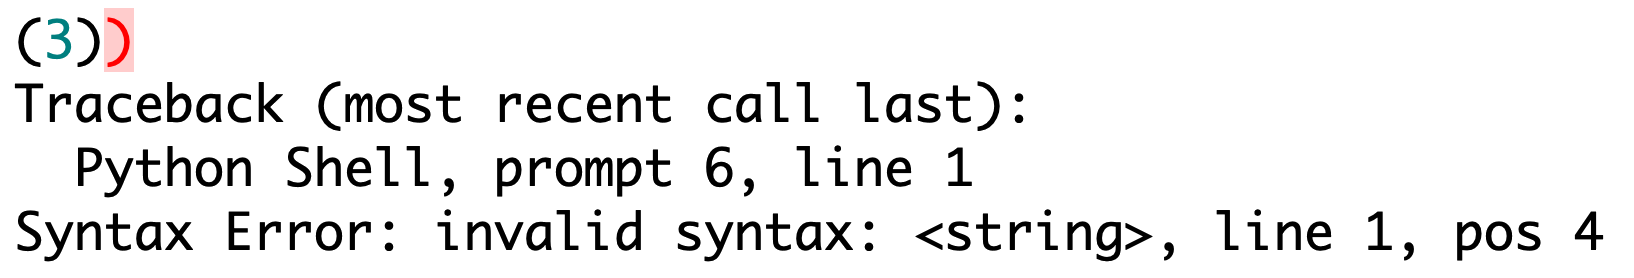 (3))
Traceback (most recent call last):
  Python Shell, prompt 6, line 1
Syntax Error: invalid syntax: <string>, line 1, pos 4